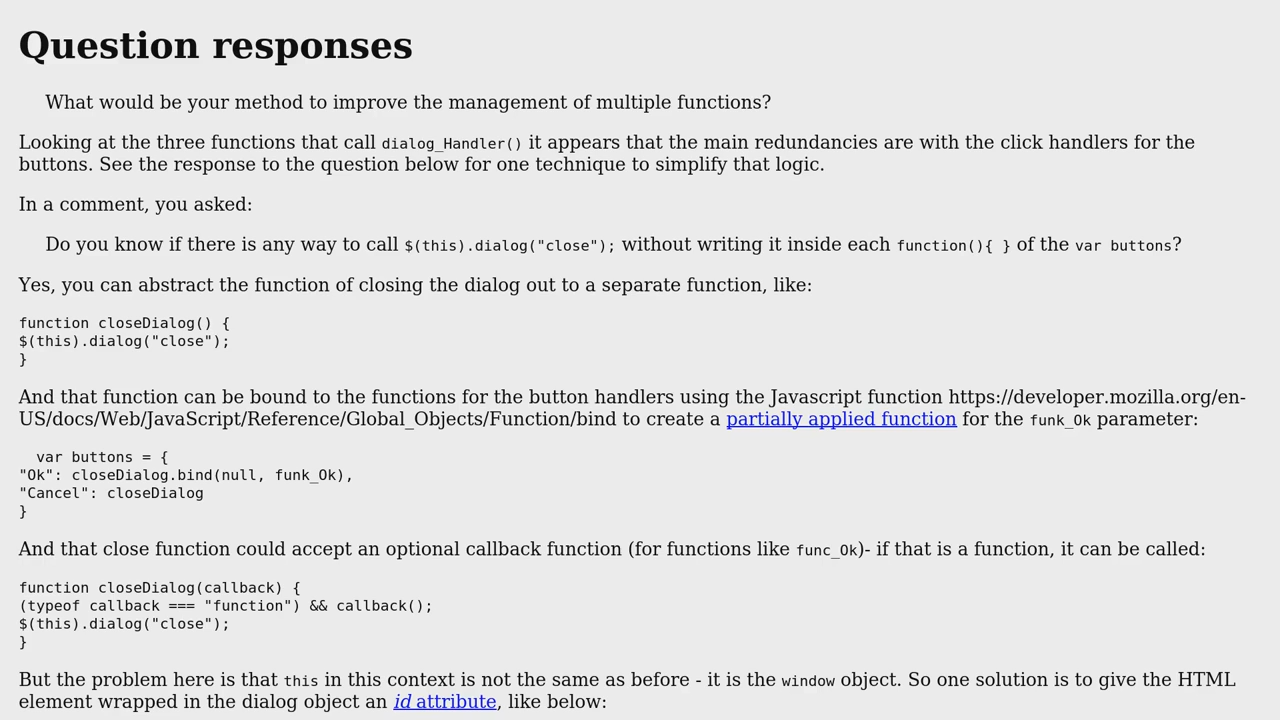 Question responses
What would be your method to improve the management of multiple functions?
Looking at the three functions that call dialog_Handler() it appears that the main redundancies are with the click handlers for the
buttons. See the response to the question below for one technique to simplify that logic.
In a comment, you asked:
Do you know if there is any way to call $(this).dialog("close"); without writing it inside each function(){ } of the var buttons?
Yes, you can abstract the function of closing the dialog out to a separate function, like:
function closeDialog() {
$(this).dialog("close");
}
And that function can be bound to the functions for the button handlers using the Javascript function https://developer.mozilla.org/en-
US/docs/Web/JavaScript/Reference/Global_Objects/Function/bind to create a partially applied function for the funk_Ok parameter:
var buttons = {
"Ok": closeDialog.bind(null, funk_Ok),
"Cancel": closeDialog
}
And that close function could accept an optional callback function (for functions like func_Ok)- if that is a function, it can be called:
function closeDialog(callback) {
(typeof callback === "function") && callback();
$(this).dialog("close");
}
But the problem here is that this in this context is not the same as before - it is the window object. So one solution is to give the HTML
element wrapped in the dialog object an id attribute, like below: